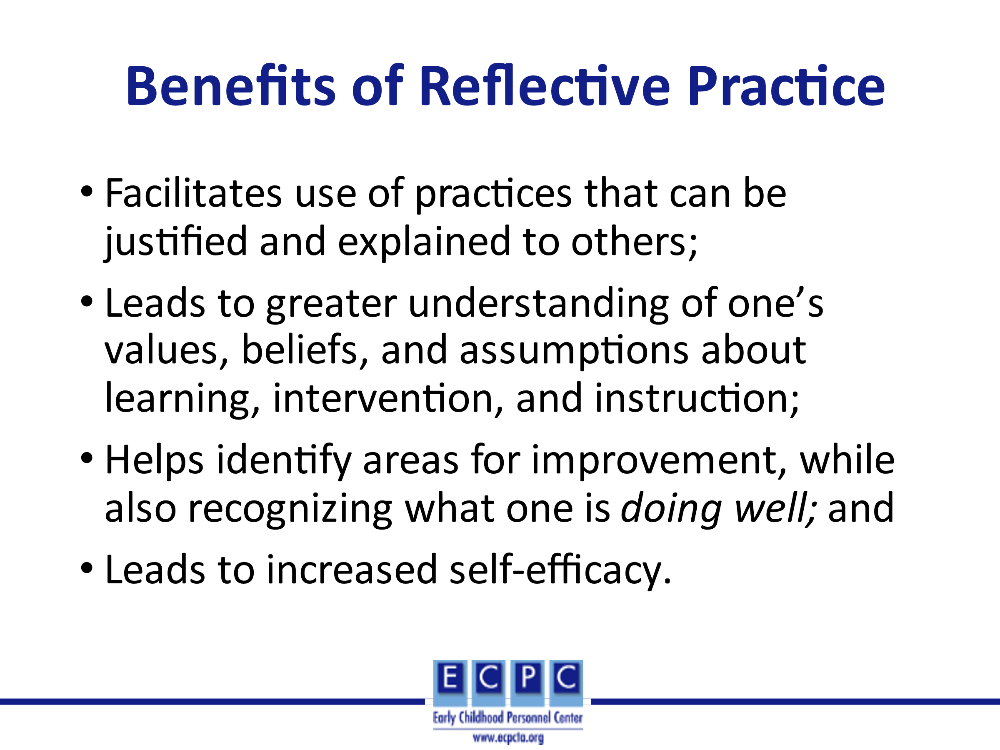 Benefits of Reflective Practice
• Facilitates use of practices that can be
justified and explained to others;
• Leads to greater understanding of one’s
values, beliefs, and assumptions about
learning, intervention, and instruction;
• Helps identify areas for improvement, while
also recognizing what one is doing well; and
• Leads to increased self-efficacy.
E C P C
Early Childhood Personnel Center
www.ecpcta.org